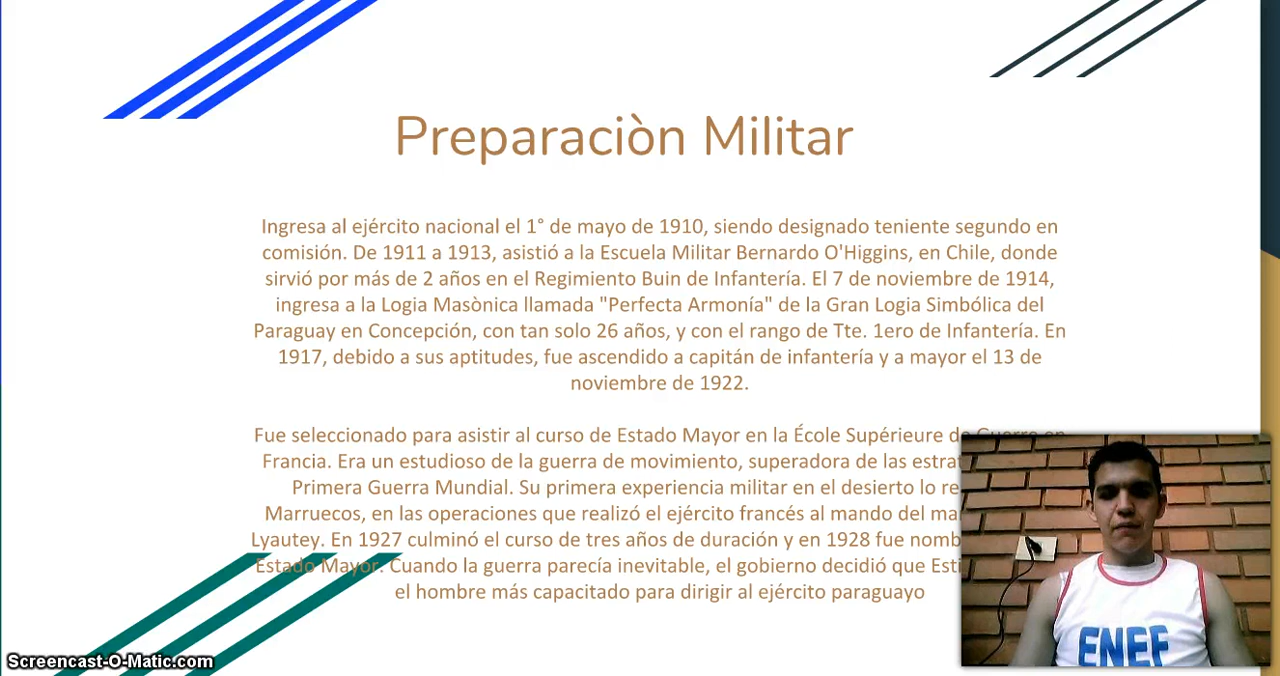 Preparaciòn Militar
Ingresa al ejército nacional el 1° de mayo de 1910, siendo designado teniente segundo en
comisión. De 1911 a 1913, asistió a la Escuela Militar Bernardo O'Higgins, en Chile, donde
sirvió por más de 2 años en el Regimiento Buin de Infantería. El 7 de noviembre de 1914,
ingresa a la Logia Masònica llamada "Perfecta Armonía" de la Gran Logia Simbólica del
Paraguay en Concepción, con tan solo 26 años, y con el rango de Tte. 1ero de Infantería. En
1917, debido a sus aptitudes, fue ascendido a capitán de infantería y a mayor el 13 de
noviembre de 1922.
Fue seleccionado para asistir al curso de Estado Mayor en la École Supérieure de Guerre en
Francia. Era un estudioso de la guerra de movimiento, superadora de las
Primera Guerra Mundial. Su primera experiencia militar en el desierto lo
Marruecos, en las operaciones que realizó el ejército francés al mando del
Lyautey. En 1927 culminó el curso de tres años de duración y en 1928 fue
Estado Mayor. Cuando la guerra parecía inevitable, el gobierno decidió que
el hombre más capacitado para dirigir al ejército paraguayo
ENEF
Screencast-O-Matic.com